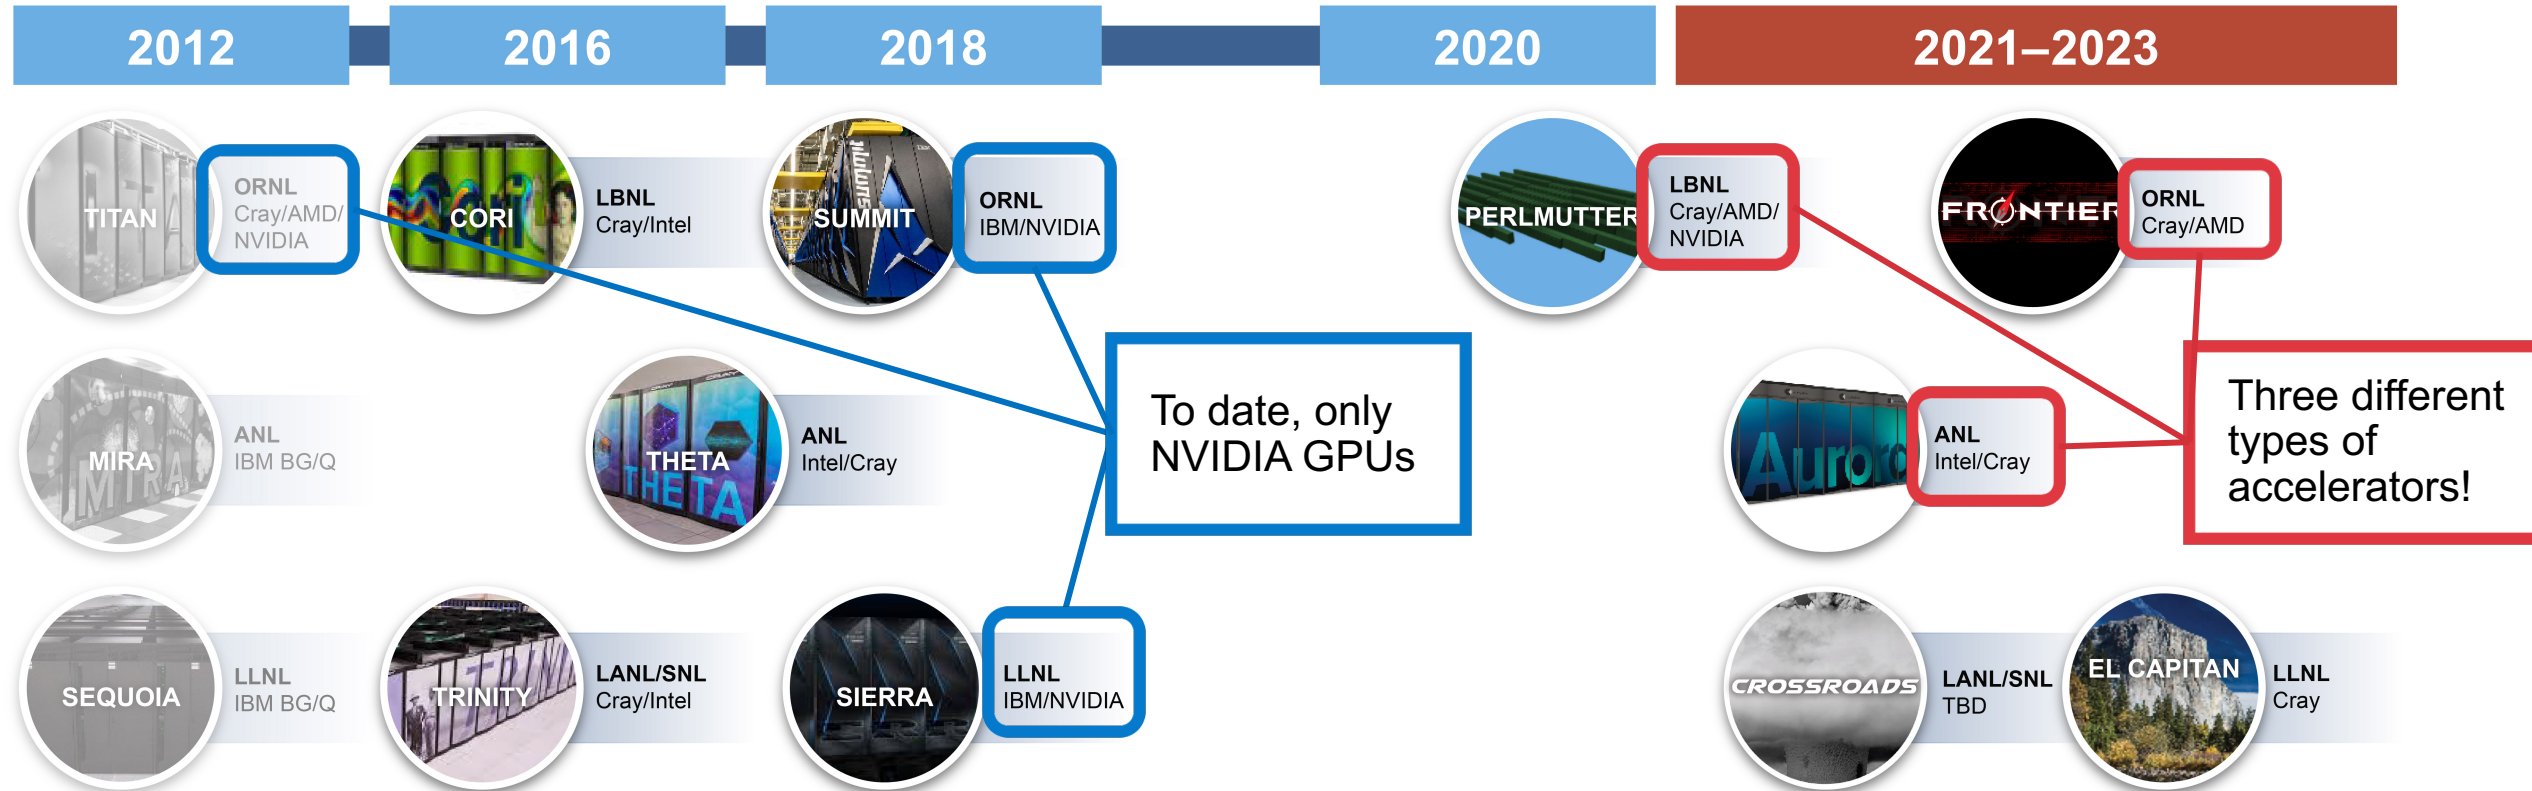 2012
2016
2018
2020
2021–2023
TITAN
ORNL
Cray/AMD/
NVIDIA
CORI
LBNL
Cray/Intel
SUMMIT
ORNL
IBM/NVIDIA
PERLMUTTER
LBNL
Cray/AMD/
NVIDIA
FRONTIER
ORNL
Cray/AMD
MIRA
MIRA
ANL
IBM BG/Q
THETA
THETA
ANL
Intel/Cray
To date, only
NVIDIA GPUs
Aurora
ANL
Intel/Cray
Three different
types of
accelerators!
SEQUOIA
LLNL
IBM BG/Q
TRINITY
LANL/SNL
Cray/Intel
SIERRA
LLNL
IBM/NVIDIA
CROSSROADS
LANL/SNL
TBD
EL CAPITAN
LLNL
Cray